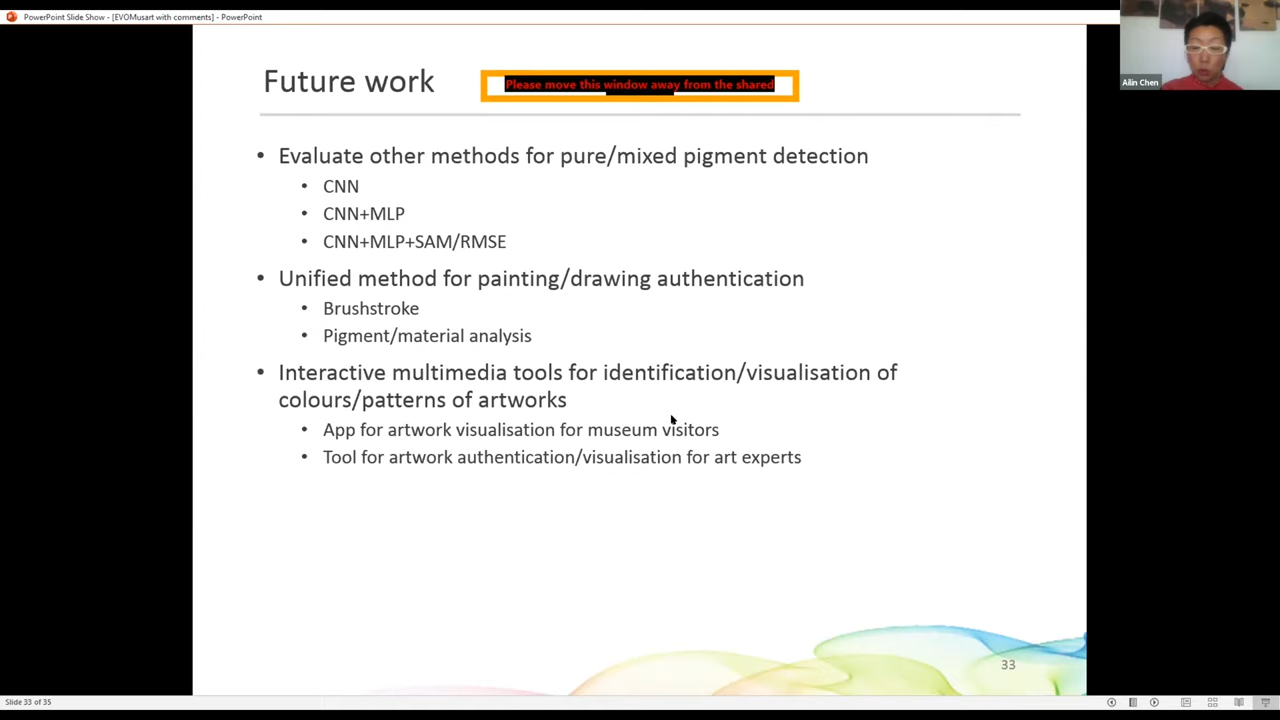 PowerPoint Slide Show - [EVOMusart with comments] - PowerPoint
Future work
Please move this window away from the shared
Ailin Chen
• Evaluate other methods for pure/mixed pigment detection
• CNN
• CNN+MLP
• CNN+MLP+SAM/RMSE
• Unified method for painting/drawing authentication
• Brushstroke
• Pigment/material analysis
• Interactive multimedia tools for identification/visualisation of
colours/patterns of artworks
• App for artwork visualisation for museum visitors
• Tool for artwork authentication/visualisation for art experts
33
Slide 33 of 35